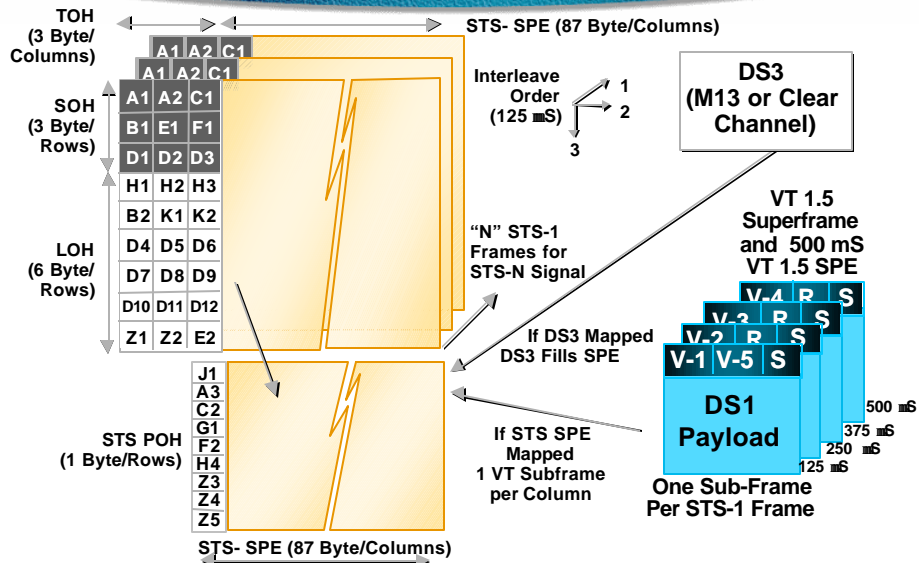 TOH
(3 Byte/
Columns)
STS- SPE (87 Byte/Columns)
A1 A2 C1
A1 A2 C1
SOH
(3 Byte/
Rows)
A1 A2 C1
B1 E1 F1
D1 D2 D3
LOH
(6 Byte/
Rows)
H1 H2 H3
B2 K1 K2
D4 D5 D6
D7 D8 D9
D10 D11 D12
Z1 Z2 E2
Interleave
Order
(125 mS)
1
2
3
DS3
(M13 or Clear
Channel)
"N" STS-1
Frames for
STS-N Signal
VT 1.5
Superframe
and 500 mS
VT 1.5 SPE
If DS3 Mapped
DS3 Fills SPE
V-4 R S
V-3 R S
V-2 R S
V-1 V-5 S
DS1
Payload
500 mS
375 mS
250 mS
125 mS
One Sub-Frame
Per STS-1 Frame
STS POH
(1 Byte/Rows)
J1
A3
C2
G1
F2
H4
Z3
Z4
Z5
If STS SPE
Mapped
1 VT Subframe
per Column
STS- SPE (87 Byte/Columns)